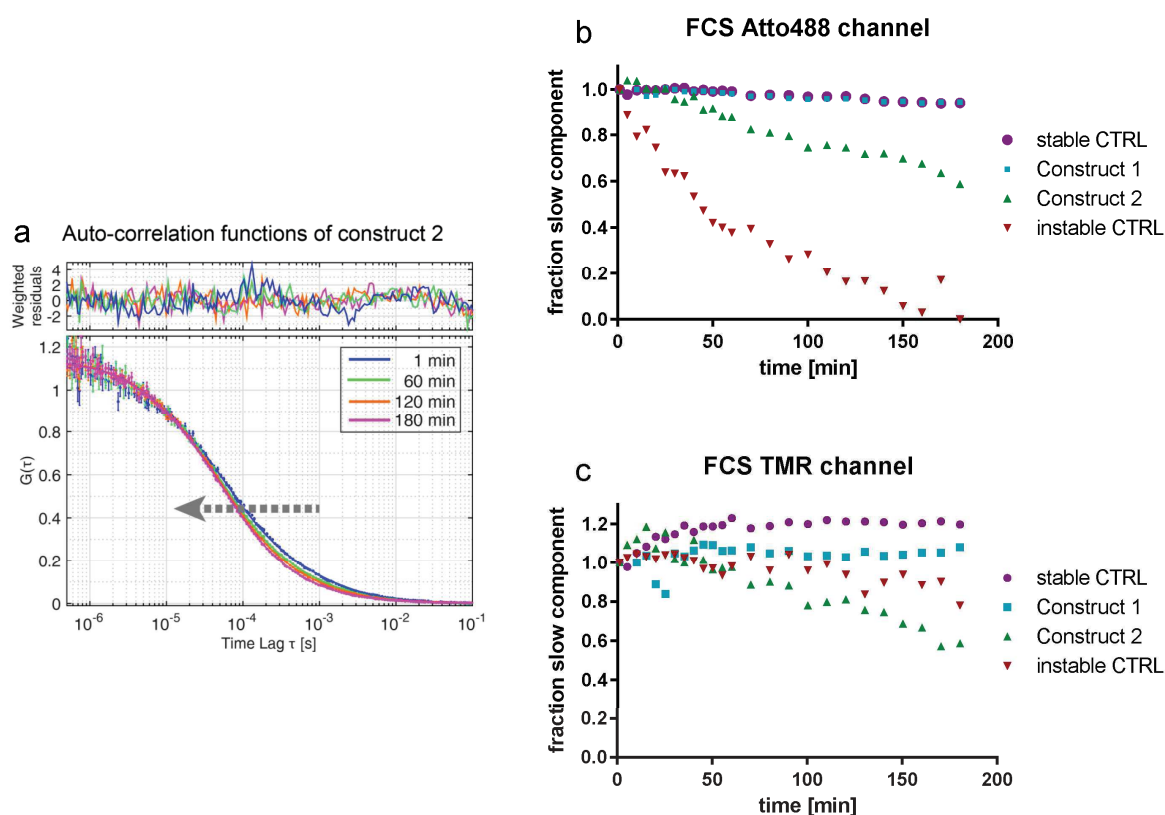 a
Auto-correlation functions of construct 2
Weighted
residuals
4
2
0
-2
1.2
1
0.8
0.6
0.4
0.2
0
G(τ)
1 min
60 min
120 min
180 min
10-6
10-5
10-4
10-3
10-2
10-1
Time Lag τ [s]
b
FCS Atto488 channel
fraction slow component
1.0
0.8
0.6
0.4
0.2
0.0
0
50
100
150
200
time [min]
stable CTRL
Construct 1
Construct 2
instable CTRL
c
FCS TMR channel
fraction slow component
1.2
1.0
0.8
0.6
0.4
0.2
0.0
0
50
100
150
200
time [min]
stable CTRL
Construct 1
Construct 2
instable CTRL